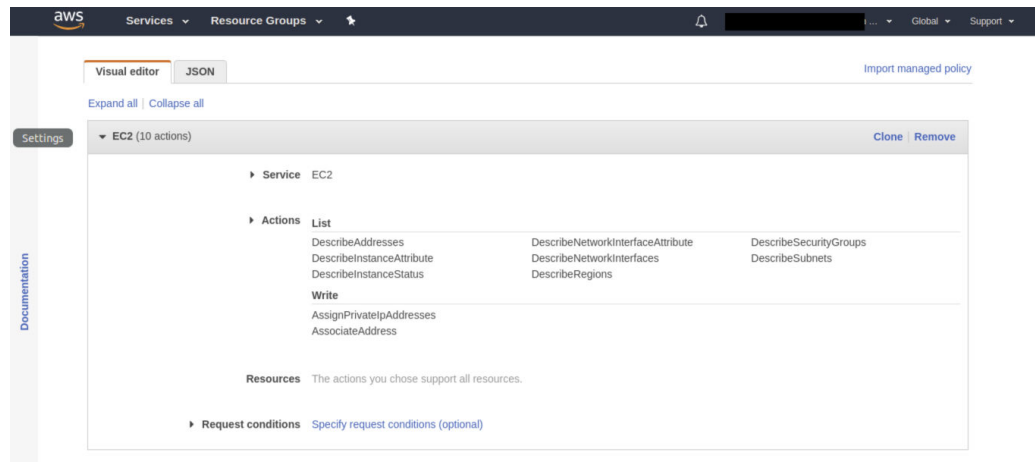 aws Services Resource Groups ... Global Support
Visual editor JSON Import managed policy
Expand all | Collapse all
Settings
EC2 (10 actions) Clone | Remove
Service EC2
Actions List
DescribeAddresses DescribeNetworkInterfaceAttribute DescribeSecurityGroups
DescribeInstanceAttribute DescribeNetworkInterfaces DescribeSubnets
DescribeInstanceStatus DescribeRegions
Write
AssignPrivateIpAddresses
AssociateAddress
Documentation
Resources The actions you chose support all resources.
Request conditions Specify request conditions (optional)